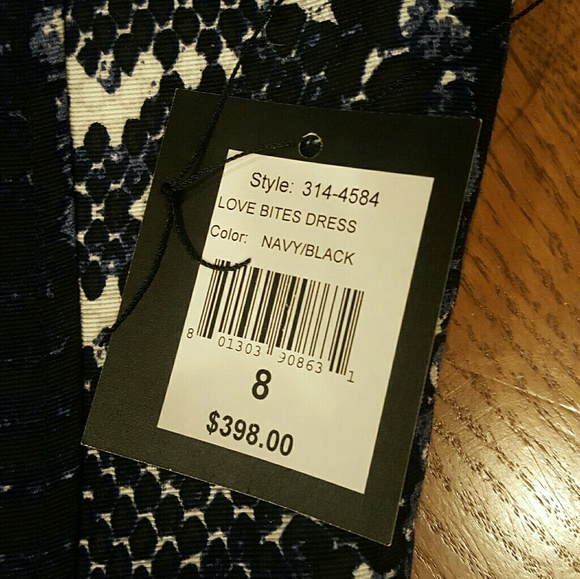 Style: 314-4584
LOVE BITES DRESS
Color: NAVY/BLACK
8 01303 90863 1
8
$398.00